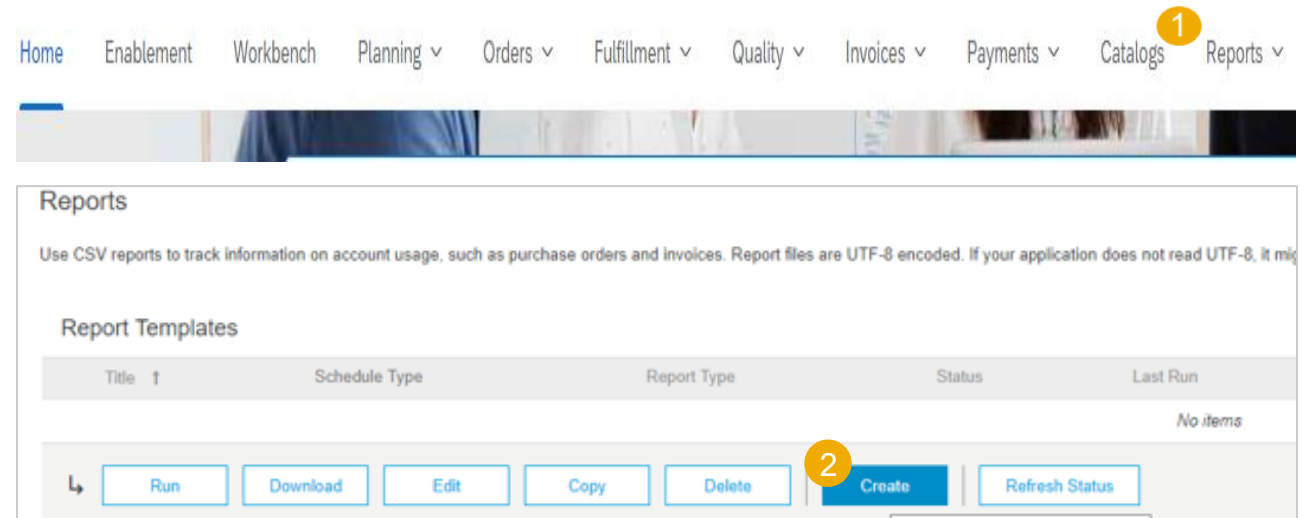 1
Home Enablement Workbench Planning Orders Fulfillment Quality Invoices Payments Catalogs Reports
Reports
Use CSV reports to track information on account usage, such as purchase orders and invoices. Report files are UTF-8 encoded. If your application does not read UTF-8, it
Report Templates
Title ↑ Schedule Type Report Type Status Last Run
No items
2
Run Download Edit Copy Delete Create Refresh Status